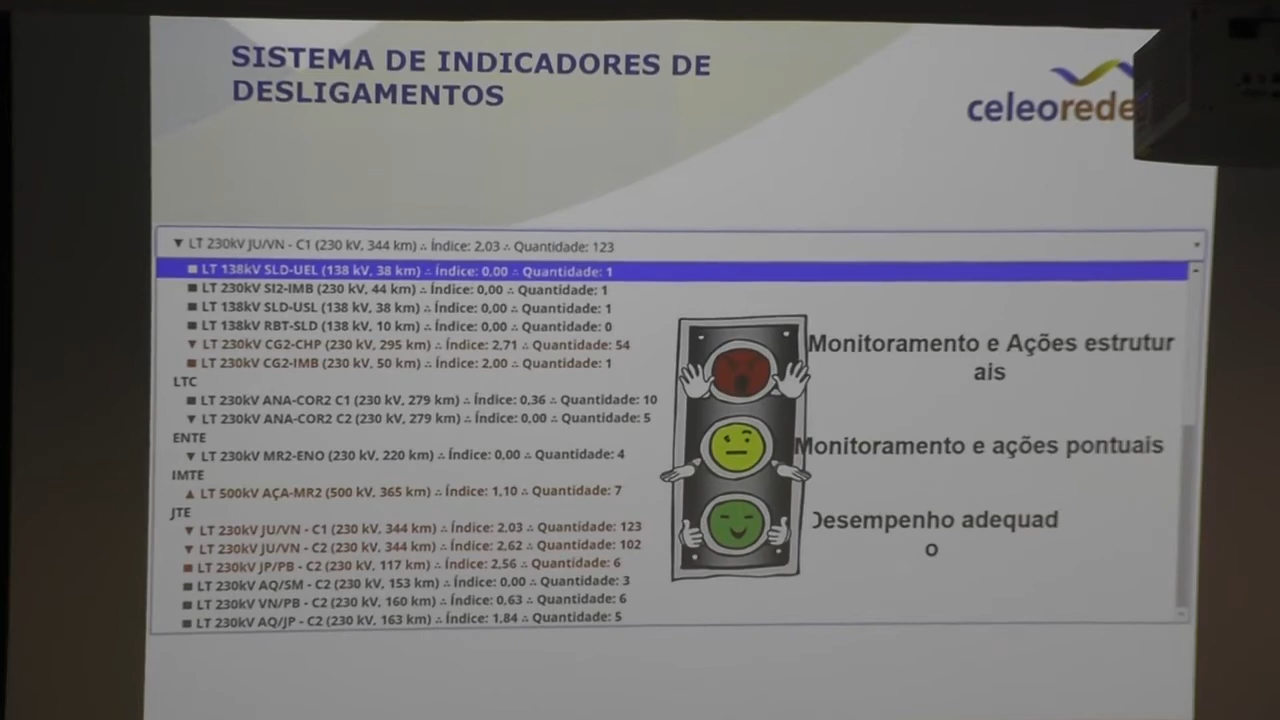 SISTEMA DE INDICADORES DE
DESLIGAMENTOS
celeorede
▼ LT 230kV JU/VN - C1 (230 kV, 344 km) ∴ Índice: 2,03 ∴ Quantidade: 123
■ LT 138kV SLD-UEL (138 kV, 38 km) ∴ Índice: 0,00 ∴ Quantidade: 1
■ LT 230kV SI2-IMB (230 kV, 44 km) ∴ Índice: 0,00 ∴ Quantidade: 1
■ LT 138kV SLD-USL (138 kV, 38 km) ∴ Índice: 0,00 ∴ Quantidade: 1
■ LT 138kV RBT-SLD (138 kV, 10 km) ∴ Índice: 0,00 ∴ Quantidade: 0
▼ LT 230kV CG2-CHP (230 kV, 295 km) ∴ Índice: 2,71 ∴ Quantidade: 54
■ LT 230kV CG2-IMB (230 kV, 50 km) ∴ Índice: 2,00 ∴ Quantidade: 1
LTC
■ LT 230kV ANA-COR2 C1 (230 kV, 279 km) ∴ Índice: 0,36 ∴ Quantidade: 10
▼ LT 230kV ANA-COR2 C2 (230 kV, 279 km) ∴ Índice: 0,00 ∴ Quantidade: 5
ENTE
▼ LT 230kV MR2-ENO (230 kV, 220 km) ∴ Índice: 0,00 ∴ Quantidade: 4
IMTE
▲ LT 500kV AÇA-MR2 (500 kV, 365 km) ∴ Índice: 1,10 ∴ Quantidade: 7
JTE
▼ LT 230kV JU/VN - C1 (230 kV, 344 km) ∴ Índice: 2,03 ∴ Quantidade: 123
▼ LT 230kV JU/VN - C2 (230 kV, 344 km) ∴ Índice: 2,62 ∴ Quantidade: 102
■ LT 230kV JP/PB - C2 (230 kV, 117 km) ∴ Índice: 2,56 ∴ Quantidade: 6
■ LT 230kV AQ/SM - C2 (230 kV, 153 km) ∴ Índice: 0,00 ∴ Quantidade: 3
■ LT 230kV VN/PB - C2 (230 kV, 160 km) ∴ Índice: 0,63 ∴ Quantidade: 6
■ LT 230kV AQ/JP - C2 (230 kV, 163 km) ∴ Índice: 1,84 ∴ Quantidade: 5
Monitoramento e Ações estrutur
ais
Monitoramento e ações pontuais
Desempenho adequad
o